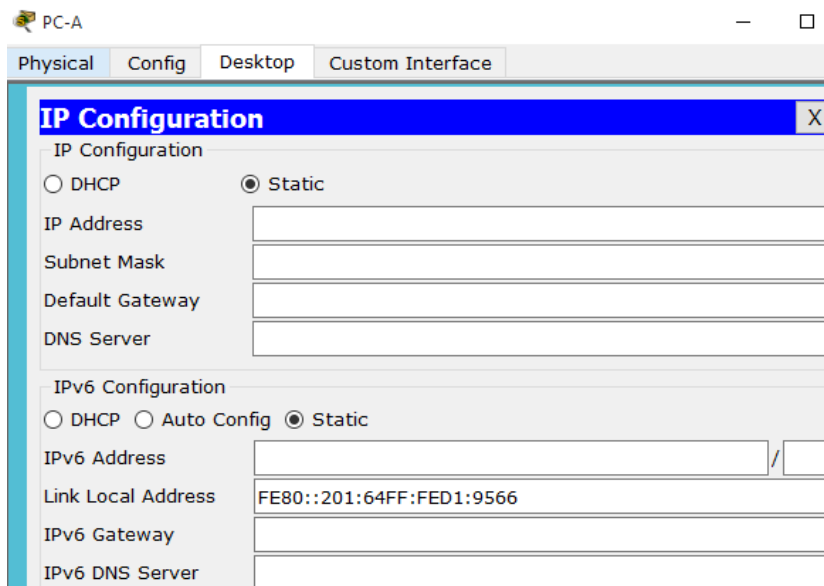 PC-A
Physical Config Desktop Custom Interface
IP Configuration X
IP Configuration
DHCP Static
IP Address
Subnet Mask
Default Gateway
DNS Server
IPv6 Configuration
DHCP Auto Config Static
IPv6 Address /
Link Local Address FE80::201:64FF:FED1:9566
IPv6 Gateway
IPv6 DNS Server